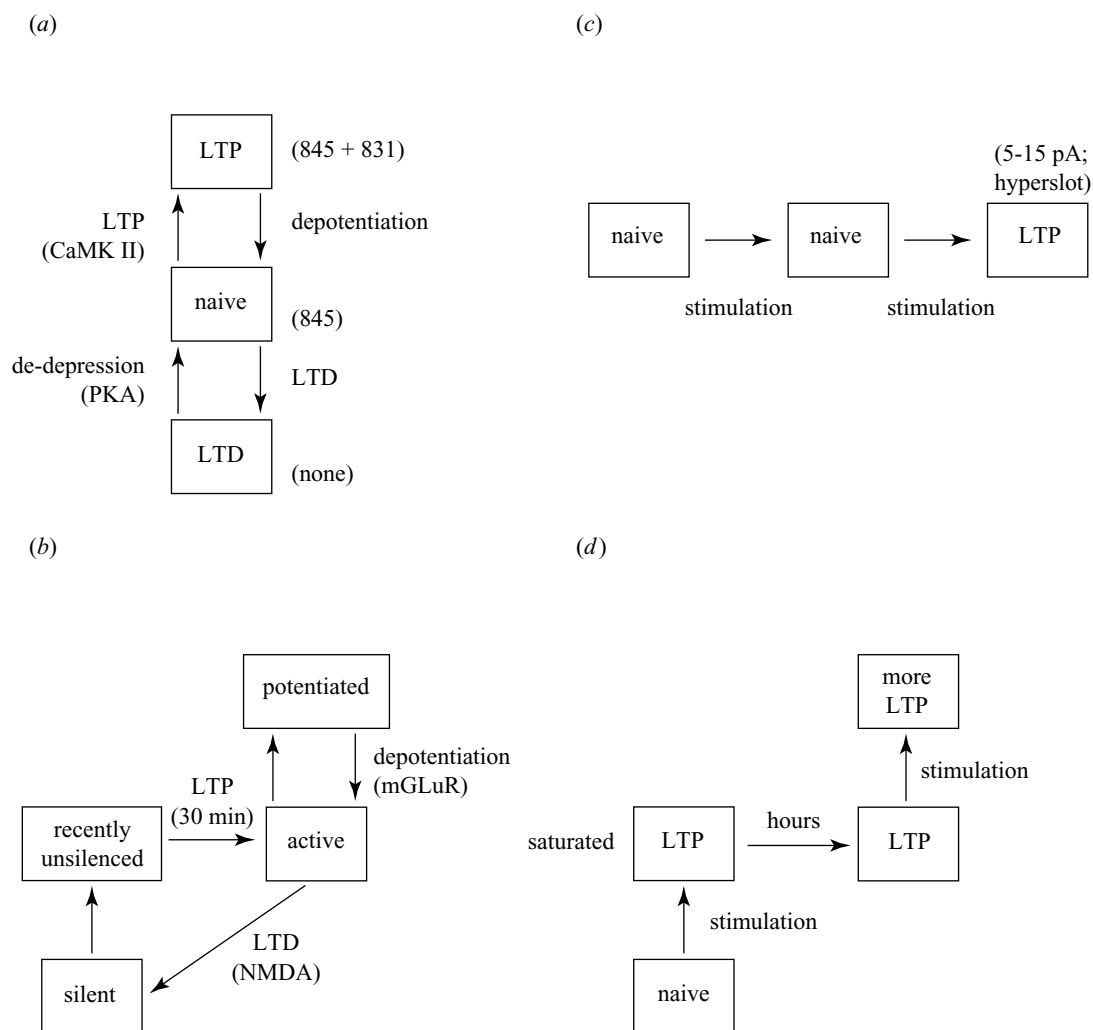 (a)
LTP
(845 + 831)
LTP
(CaMK II)
depotentiation
naive
(845)
de-depression
(PKA)
LTD
LTD
(none)
(b)
potentiated
depotentiation
(mGLuR)
LTP
(30 min)
recently
unsilenced
active
LTD
(NMDA)
silent
(c)
(5-15 pA;
hyperslot)
naive
naive
LTP
stimulation
stimulation
(d)
more
LTP
stimulation
saturated
LTP
hours
LTP
stimulation
naive